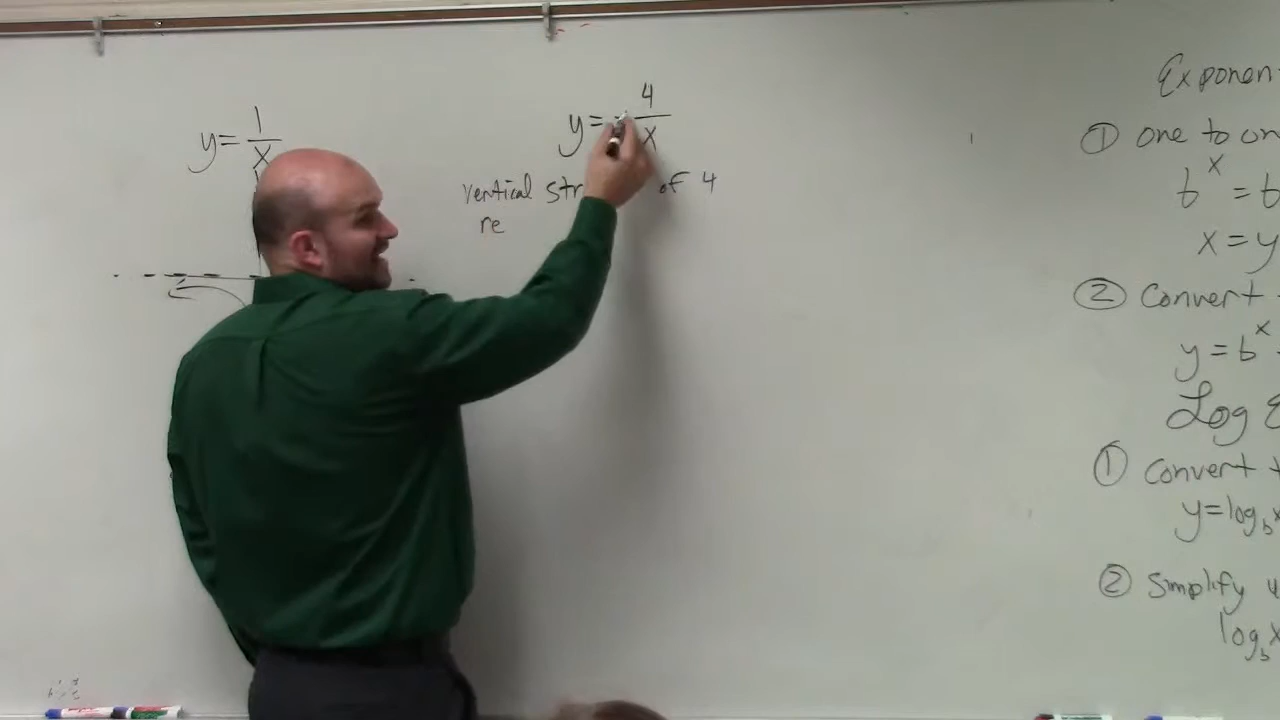 y = 1/x
y = - 4/x
vertical str of 4
re
Exponen
① one to on
b^x = b
x = y
② Convert
y = b^x
Log
① Convert t
y = log_b x
② Simplify
log_b x